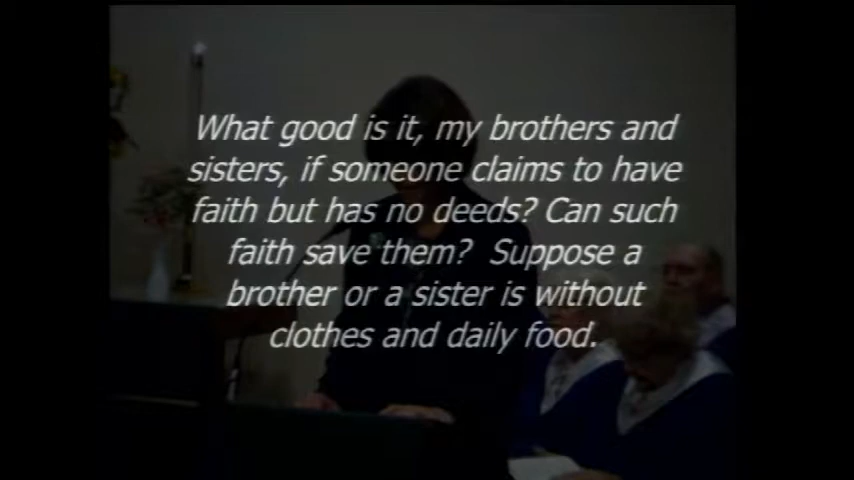 What good is it, my brothers and
sisters, if someone claims to have
faith but has no deeds? Can such
faith save them?  Suppose a
brother or a sister is without
clothes and daily food.